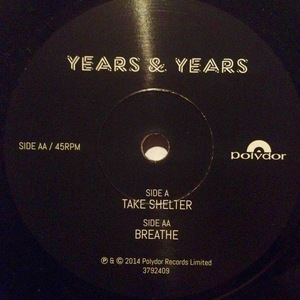 YEARS & YEARS
SIDE AA / 45RPM
polydor
SIDE A
TAKE SHELTER
SIDE AA
BREATHE
℗ & © 2014 Polydor Records Limited
3792409